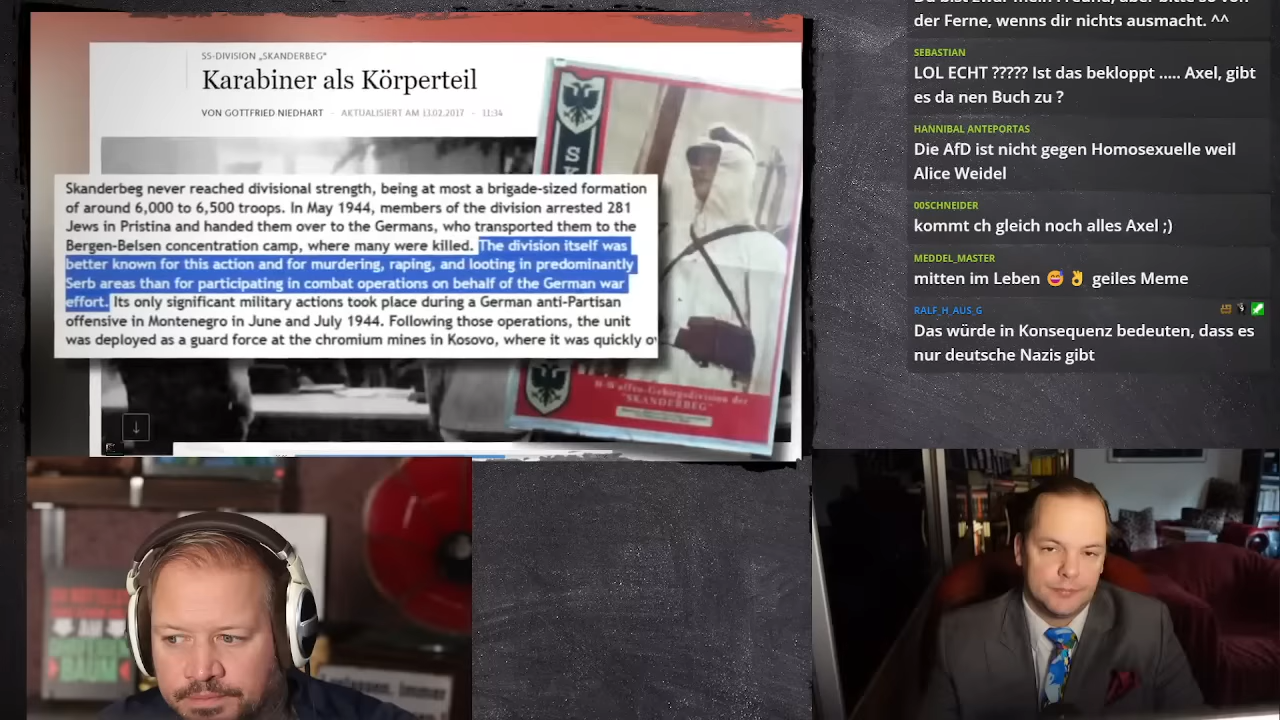 SS-DIVISION „SKANDERBEG"
Karabiner als Körperteil
VON GOTTFRIED NIEDHART - AKTUALISIERT AM 13.02.2017 - 11:34
Skanderbeg never reached divisional strength, being at most a brigade-sized formation
of around 6,000 to 6,500 troops. In May 1944, members of the division arrested 281
Jews in Pristina and handed them over to the Germans, who transported them to the
Bergen-Belsen concentration camp, where many were killed. The division itself was
better known for this action and for murdering, raping, and looting in predominantly
Serb areas than for participating in combat operations on behalf of the German war
effort. Its only significant military actions took place during a German anti-Partisan
offensive in Montenegro in June and July 1944. Following those operations, the unit
was deployed as a guard force at the chromium mines in Kosovo, where it was quickly
S
K
"SKANDERBEG"
der Ferne, wenns dir nichts ausmacht. ^^
SEBASTIAN
LOL ECHT ????? Ist das bekloppt ..... Axel, gibt
es da nen Buch zu ?
HANNIBAL ANTEPORTAS
Die AfD ist nicht gegen Homosexuelle weil
Alice Weidel
00SCHNEIDER
kommt ch gleich noch alles Axel ;)
MEDDEL_MASTER
mitten im Leben 😅 👌 geiles Meme
RALF_H_AUS_G
Das würde in Konsequenz bedeuten, dass es
nur deutsche Nazis gibt